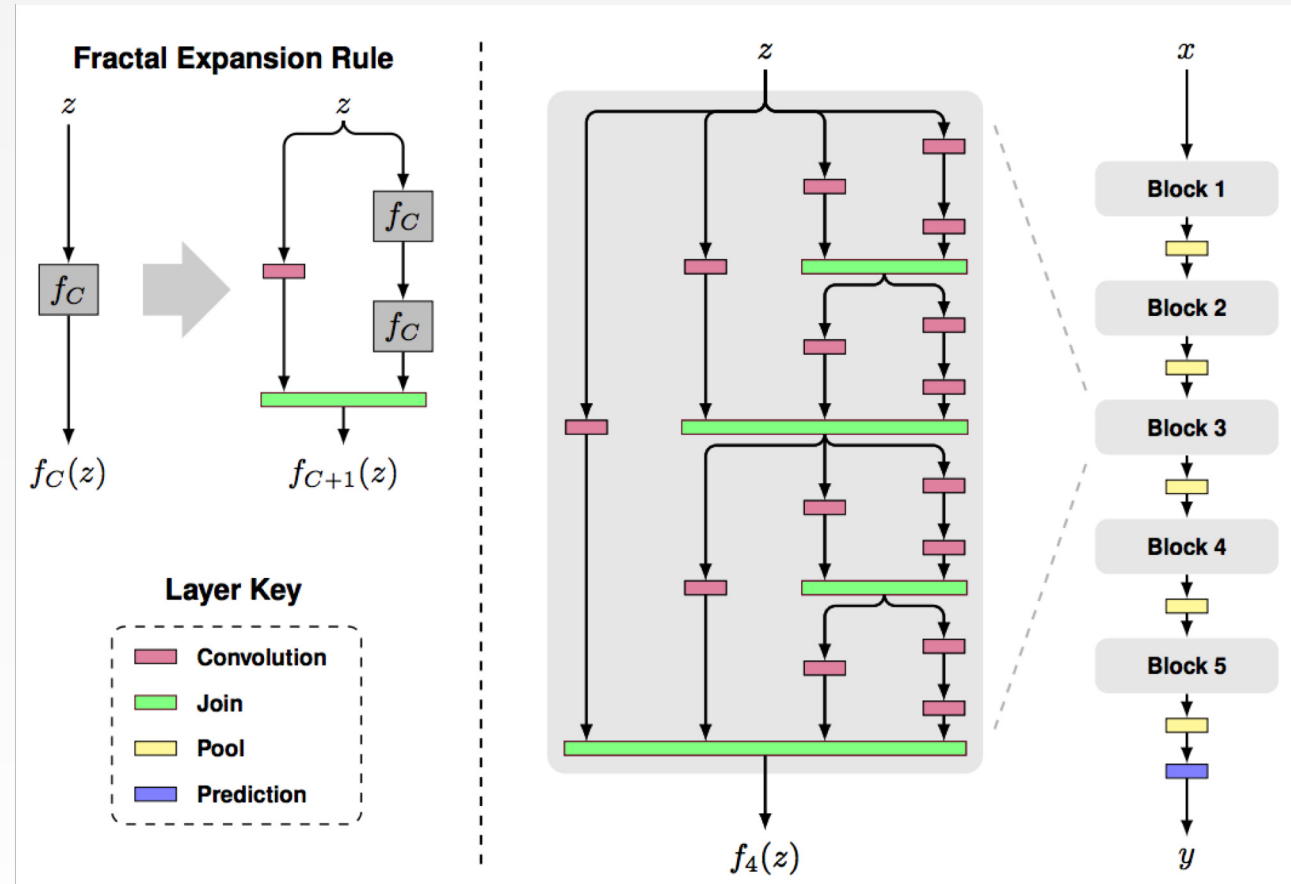 Fractal Expansion Rule
z
f_C
f_C(z)
z
f_C
f_C
f_{C+1}(z)
Layer Key
Convolution
Join
Pool
Prediction
z
f_4(z)
x
Block 1
Block 2
Block 3
Block 4
Block 5
y